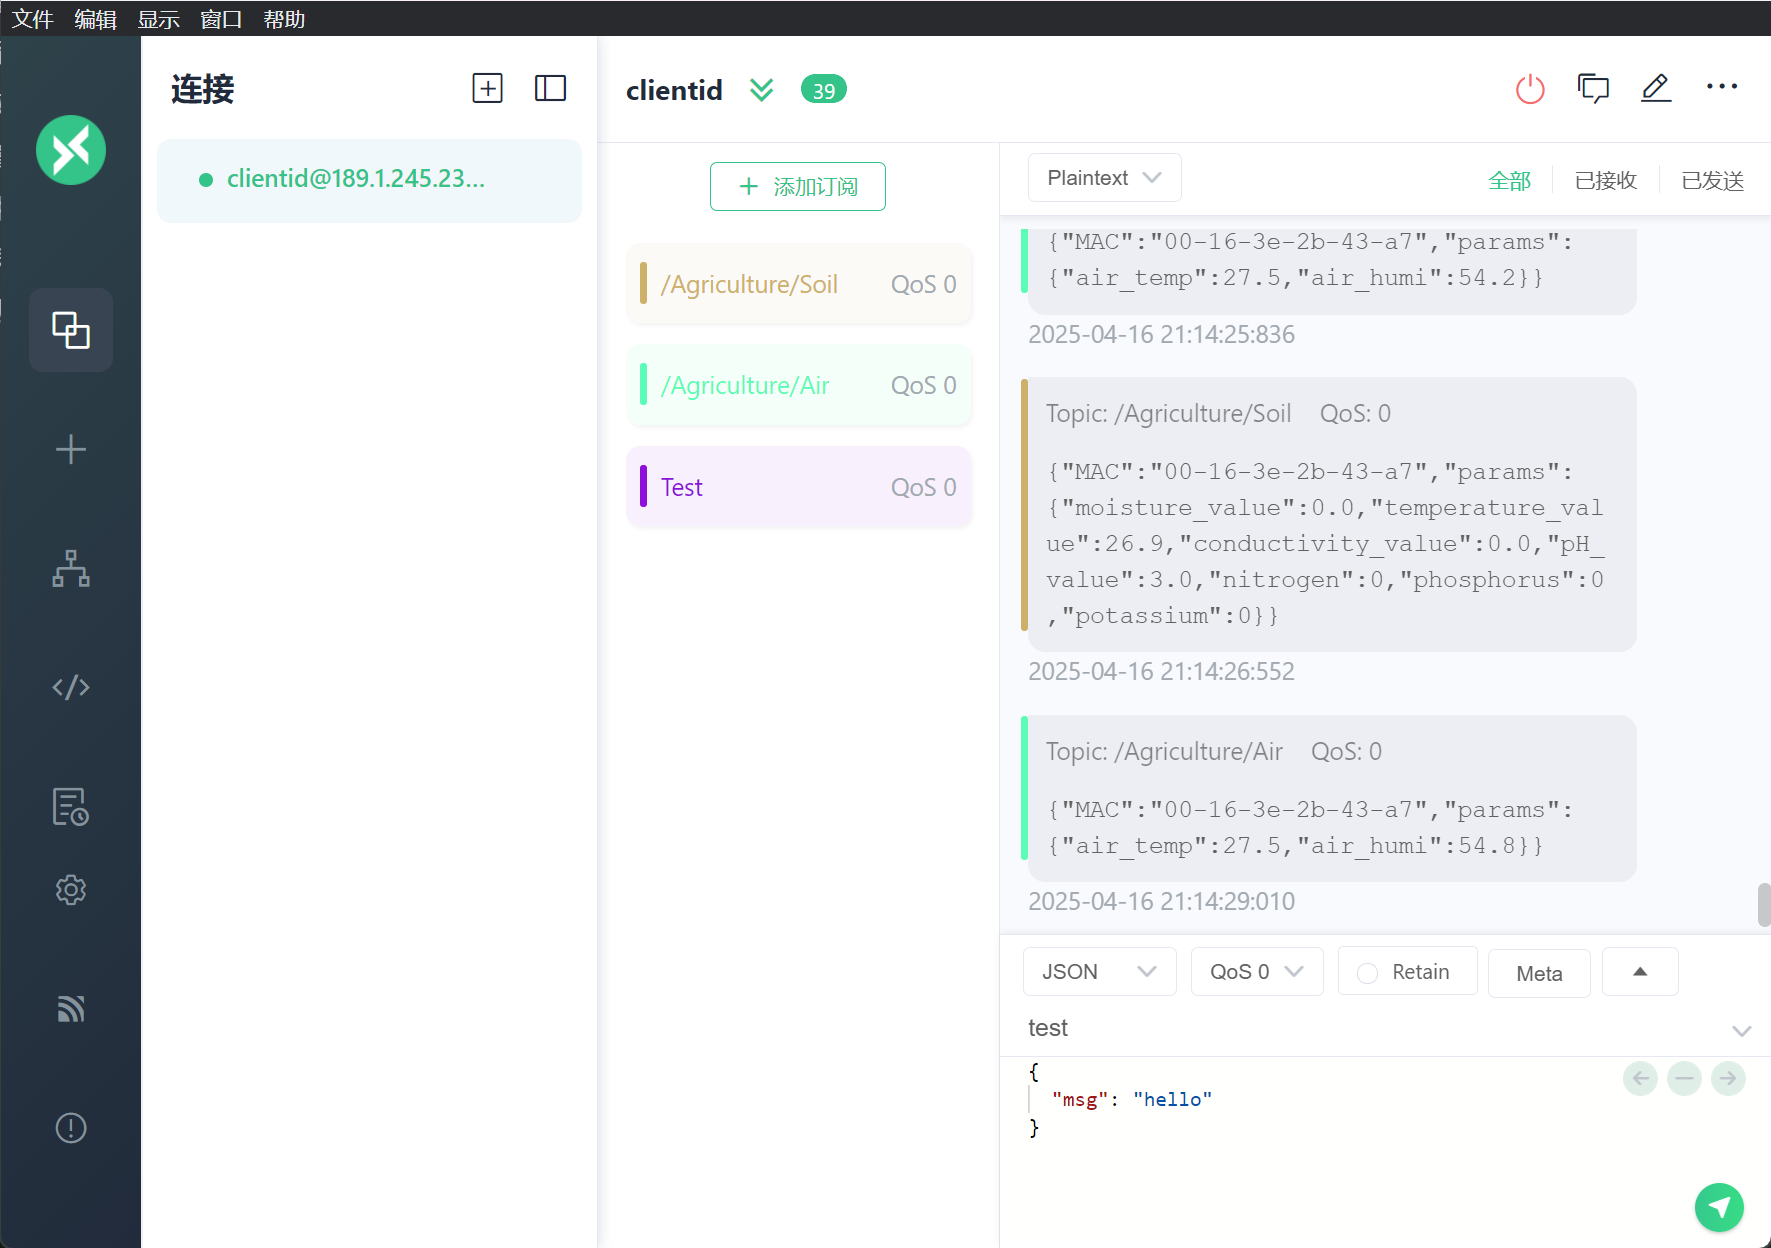 文件 编辑 显示 窗口 帮助
连接
clientid@189.1.245.23...
clientid 39
添加订阅
/Agriculture/Soil QoS 0
/Agriculture/Air QoS 0
Test QoS 0
Plaintext 全部 已接收 已发送
{"MAC":"00-16-3e-2b-43-a7","params":
{"air_temp":27.5,"air_humi":54.2}}
2025-04-16 21:14:25:836
Topic: /Agriculture/Soil QoS: 0
{"MAC":"00-16-3e-2b-43-a7","params":
{"moisture_value":0.0,"temperature_val
ue":26.9,"conductivity_value":0.0,"pH_
value":3.0,"nitrogen":0,"phosphorus":0
,"potassium":0}}
2025-04-16 21:14:26:552
Topic: /Agriculture/Air QoS: 0
{"MAC":"00-16-3e-2b-43-a7","params":
{"air_temp":27.5,"air_humi":54.8}}
2025-04-16 21:14:29:010
JSON QoS 0 Retain Meta
test
{
"msg": "hello"
}